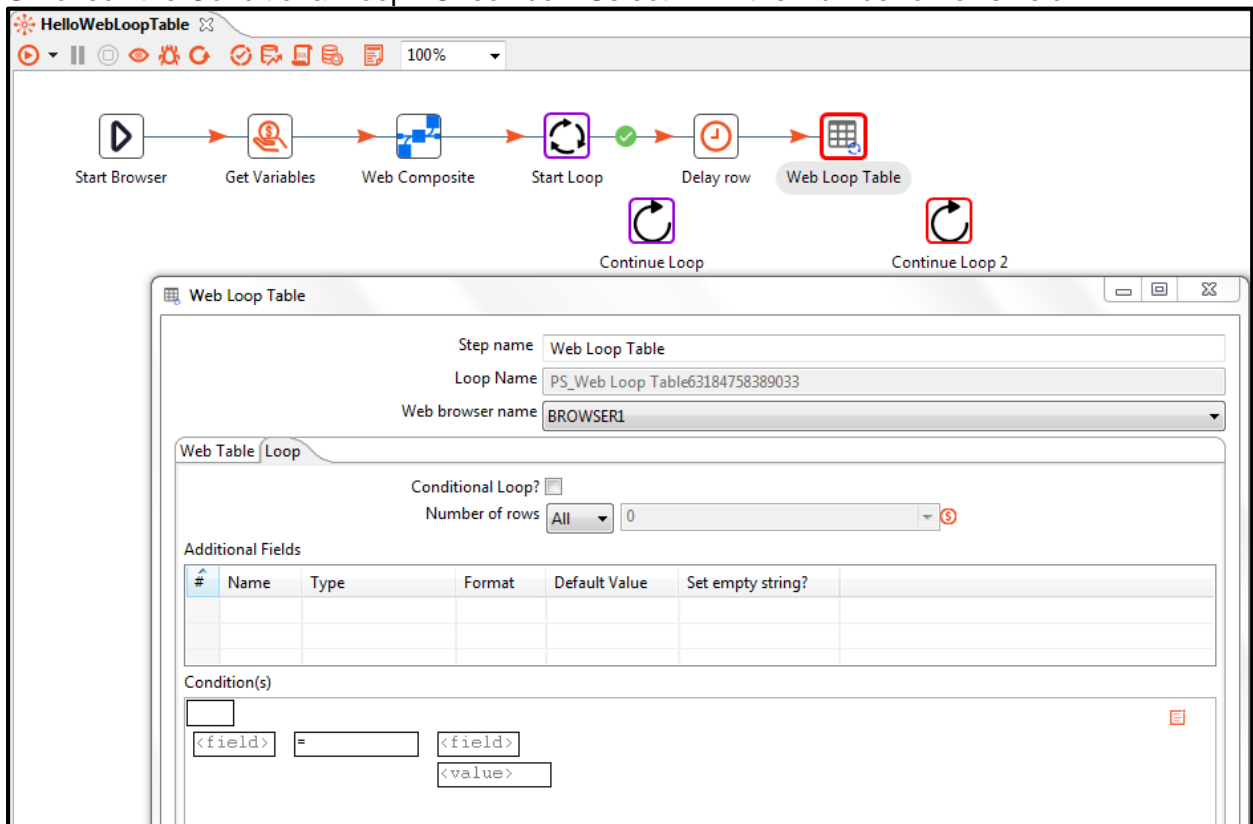 HelloWebLoopTable
100%
Start Browser Get Variables Web Composite Start Loop Delay row Web Loop Table
Continue Loop Continue Loop 2
Web Loop Table
Step name Web Loop Table
Loop Name PS_Web Loop Table63184758389033
Web browser name BROWSER1
Web Table Loop
Conditional Loop?
Number of rows All 0
Additional Fields
# Name Type Format Default Value Set empty string?
Condition(s)
<field> = <field>
<value>